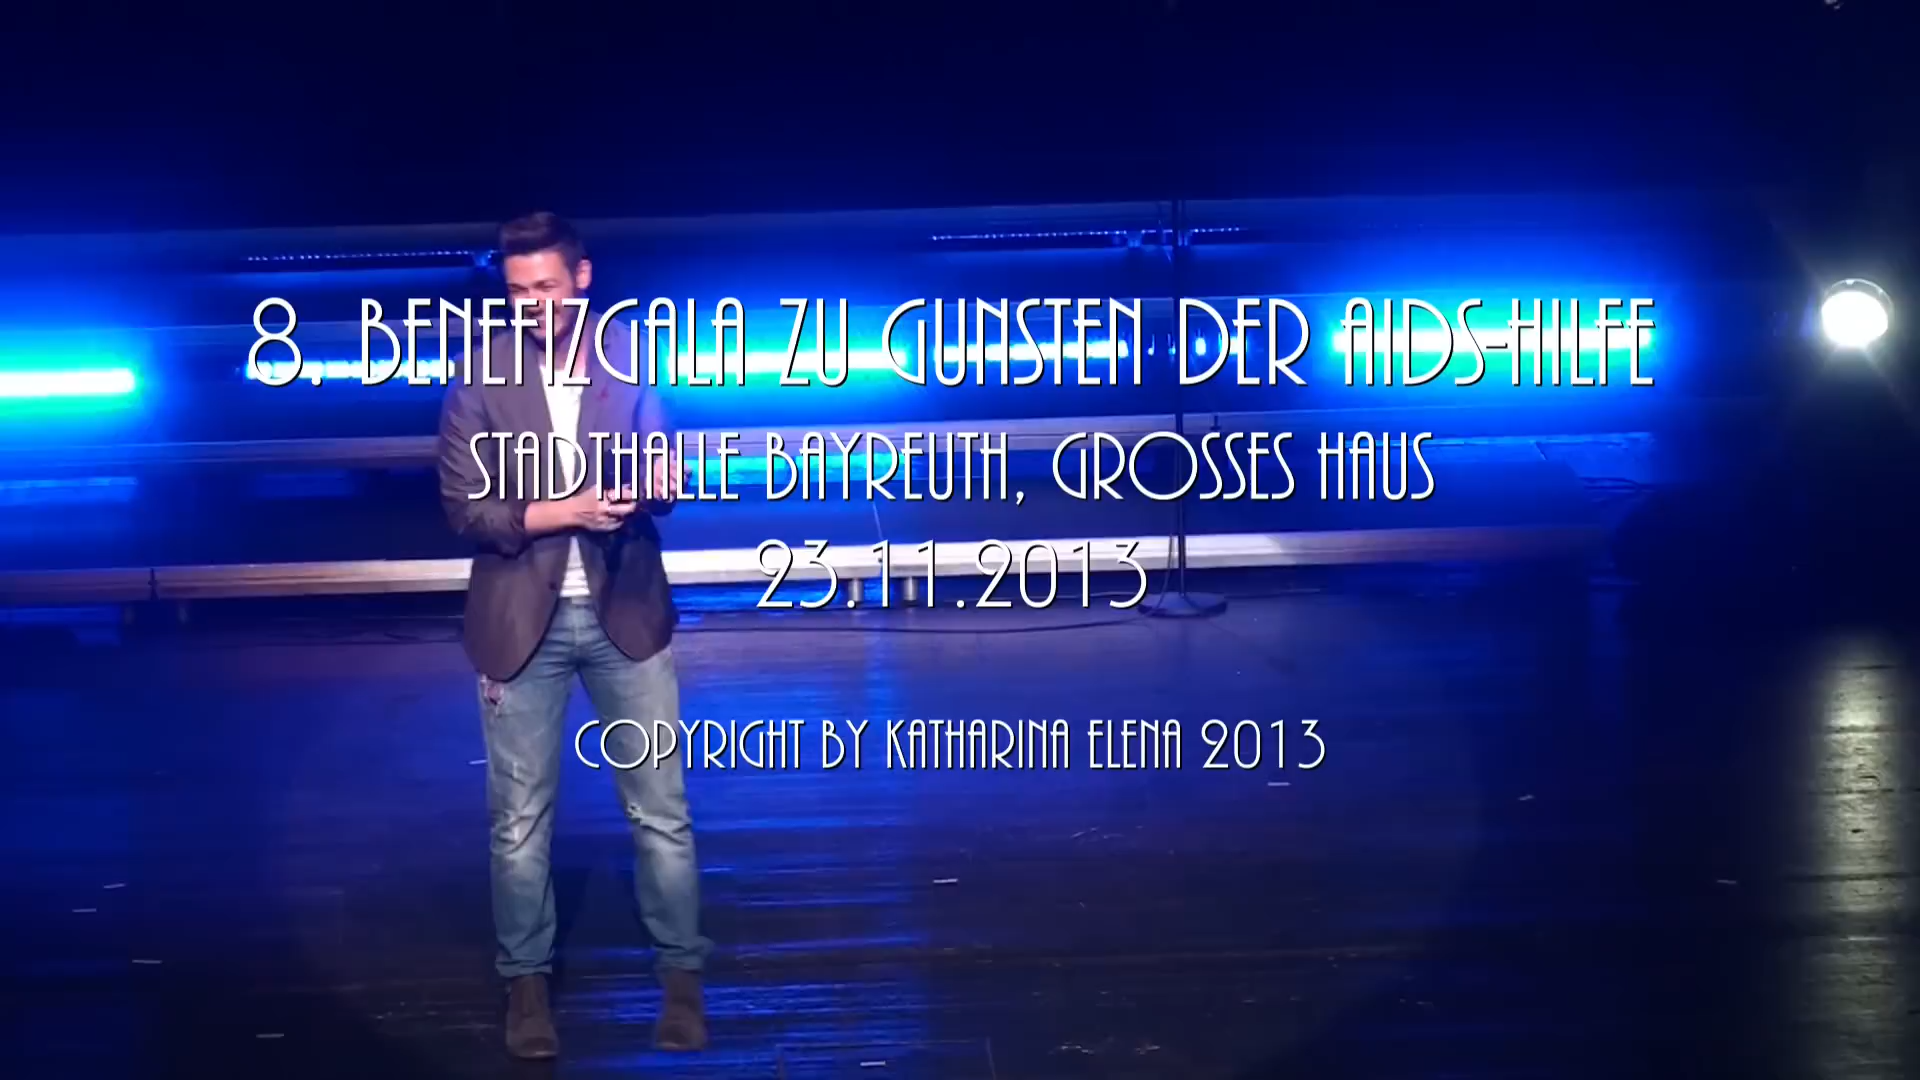 8. BENEFIZGALA ZU GUNSTEN DER AIDS-HILFE
STADTHALLE BAYREUTH, GROSSES HAUS
23.11.2013
COPYRIGHT BY KATHARINA ELENA 2013